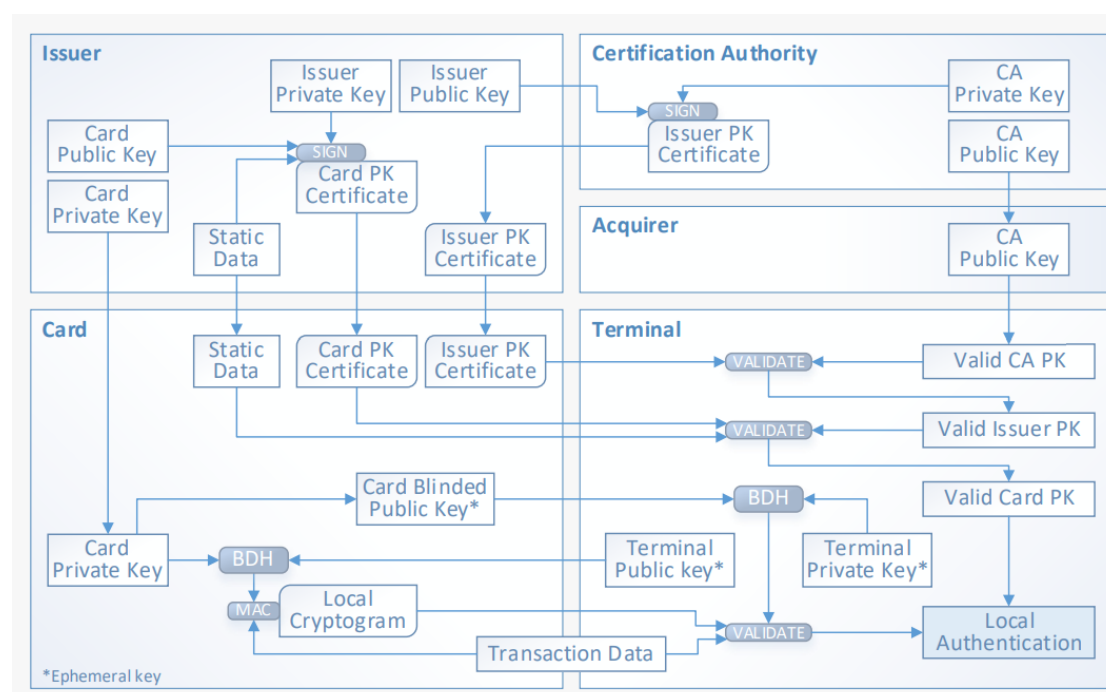 Issuer
Issuer
Private Key
Issuer
Public Key
Card
Public Key
SIGN
Card PK
Certificate
Card
Private Key
Static
Data
Issuer PK
Certificate
Certification Authority
CA
Private Key
SIGN
Issuer PK
Certificate
CA
Public Key
Acquirer
CA
Public Key
Card
Static
Data
Card PK
Certificate
Issuer PK
Certificate
Card Blinded
Public Key*
Card
Private Key
BDH
MAC
Local
Cryptogram
Transaction Data
*Ephemeral key
Terminal
VALIDATE
Valid CA PK
VALIDATE
Valid Issuer PK
BDH
Valid Card PK
Terminal
Public key*
Terminal
Private Key*
VALIDATE
Local
Authentication